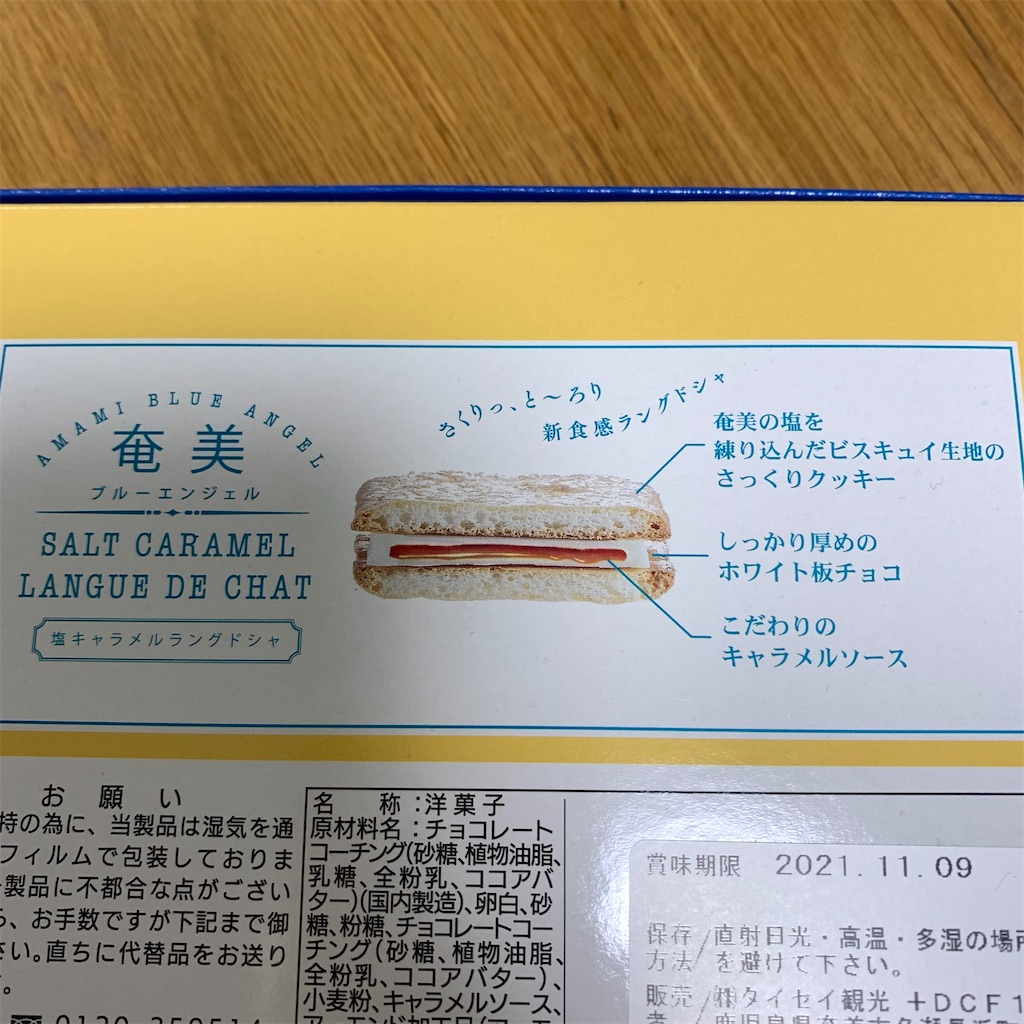 AMAMI BLUE ANGEL
奄美
ブルーエンジェル
SALT CARAMEL
LANGUE DE CHAT
塩キャラメルラングドシャ
さくりっ、と〜ろり
新食感ラングドシャ
奄美の塩を
練り込んだビスキュイ生地の
さっくりクッキー
しっかり厚めの
ホワイト板チョコ
こだわりの
キャラメルソース
お願い
持の為に、当製品は湿気を通
フィルムで包装しておりま
製品に不都合な点がござい
、お手数ですが下記まで御
さい。直ちに代替品をお送り
。
名　　称:洋菓子
原材料名:チョコレート
コーチング(砂糖、植物油脂、
乳糖、全粉乳、ココアバ
ター)(国内製造)、卵白、砂
糖、粉糖、チョコレートコー
チング(砂糖、植物油脂、
全粉乳、ココアバター)、
小麦粉、キャラメルソース、
賞味期限 2021.11.09
保存方法/直射日光・高温・多湿の場所
を避けて下さい。
販売者/㈱タイセイ観光 +DCF1